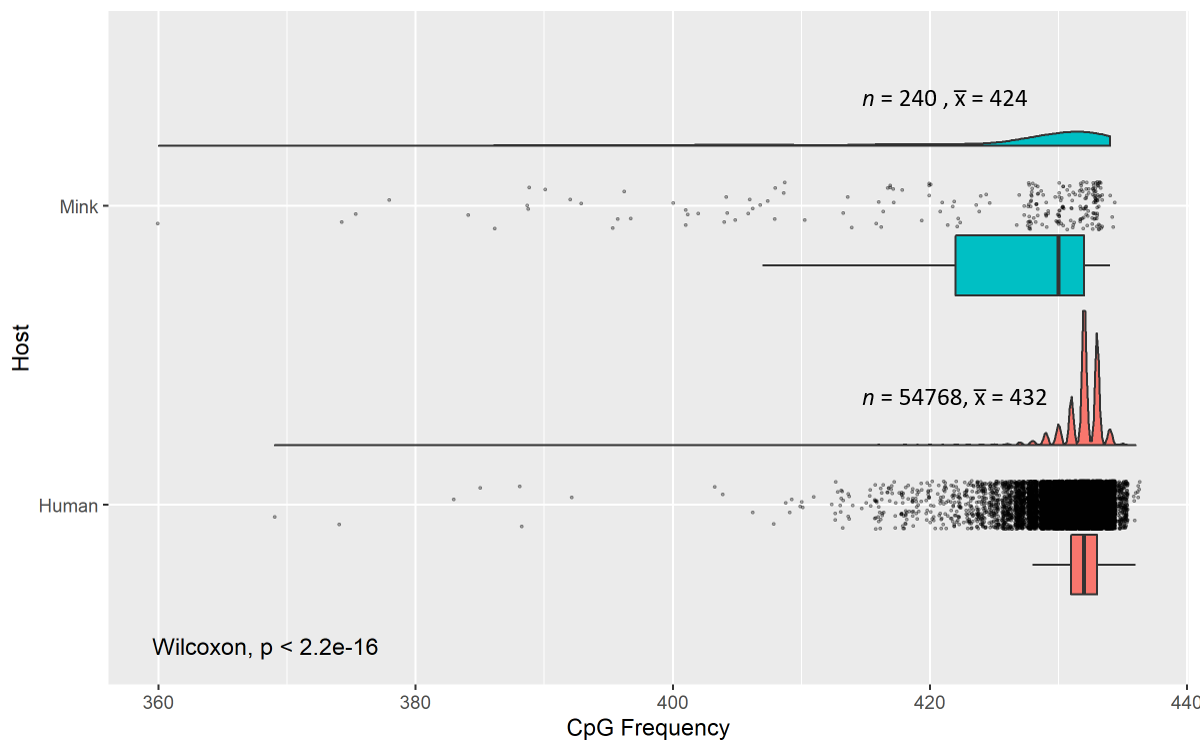 n = 240 , x̅ = 424
Mink
Host
n = 54768, x̅ = 432
Human
Wilcoxon, p < 2.2e-16
360 380 400 420 440
CpG Frequency